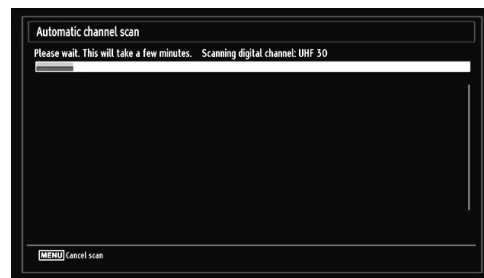 Automatic channel scan
Please wait. This will take a few minutes. Scanning digital channel: UHF 30
MENU Cancel scan